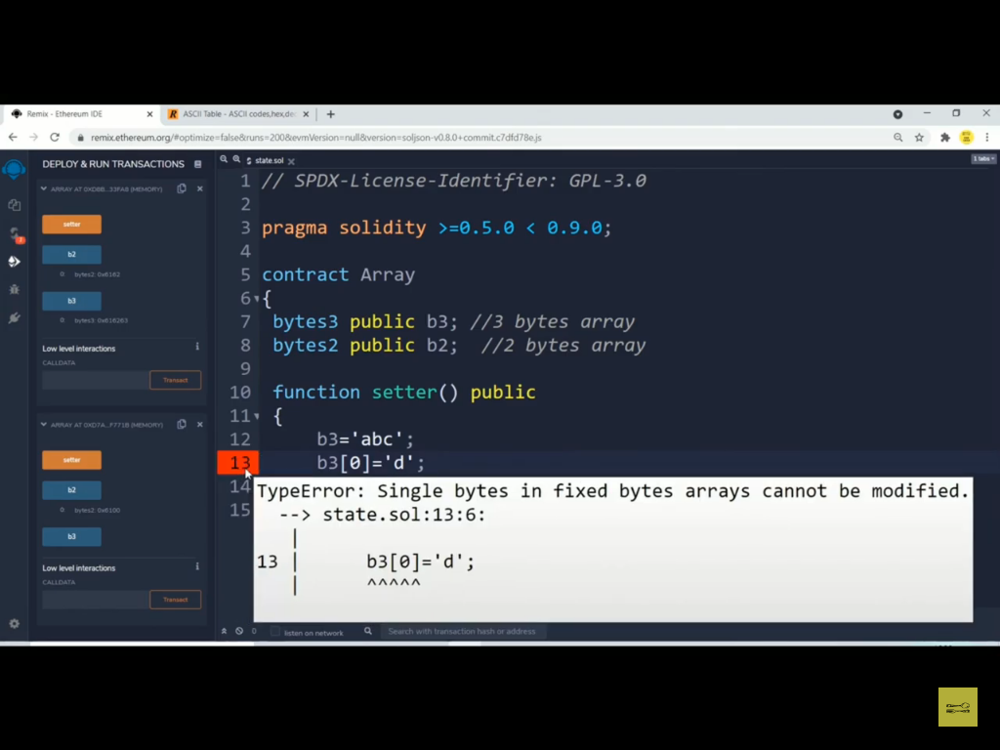 Remix - Ethereum IDE
ASCII Table - ASCII codes,hex,de
remix.ethereum.org/#optimize=false&runs=200&evmVersion=null&version=soljson-v0.8.0+commit.c7dfd78e.js
DEPLOY & RUN TRANSACTIONS
state.sol
1 tabs
ARRAY AT 0XD8B...33FA8 (MEMORY)
setter
b2
0: bytes2: 0x6162
b3
0: bytes3: 0x616263
Low level interactions
CALLDATA
Transact
ARRAY AT 0XD7A...F771B (MEMORY)
setter
b2
0: bytes2: 0x6100
b3
Low level interactions
CALLDATA
Transact
1 // SPDX-License-Identifier: GPL-3.0
2
3 pragma solidity >=0.5.0 < 0.9.0;
4
5 contract Array
6 {
7 bytes3 public b3; //3 bytes array
8 bytes2 public b2; //2 bytes array
9
10 function setter() public
11 {
12 b3='abc';
13 b3[0]='d';
14
15
TypeError: Single bytes in fixed bytes arrays cannot be modified.
--> state.sol:13:6:
|
13 | b3[0]='d';
| ^^^^^
0
listen on network
Search with transaction hash or address